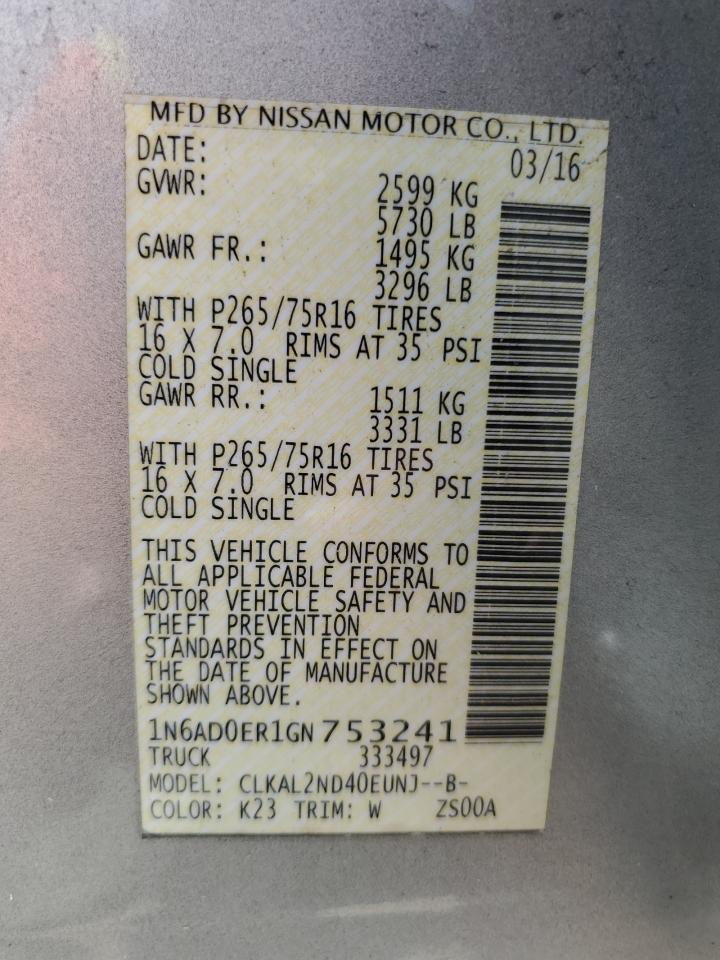 MFD BY NISSAN MOTOR CO., LTD.
DATE: 03/16
GVWR: 2599 KG
5730 LB
GAWR FR.: 1495 KG
3296 LB
WITH P265/75R16 TIRES
16 X 7.0 RIMS AT 35 PSI
COLD SINGLE
GAWR RR.: 1511 KG
3331 LB
WITH P265/75R16 TIRES
16 X 7.0 RIMS AT 35 PSI
COLD SINGLE
THIS VEHICLE CONFORMS TO
ALL APPLICABLE FEDERAL
MOTOR VEHICLE SAFETY AND
THEFT PREVENTION
STANDARDS IN EFFECT ON
THE DATE OF MANUFACTURE
SHOWN ABOVE.
1N6AD0ER1GN753241
TRUCK 333497
MODEL: CLKAL2ND40EUNJ--B-
COLOR: K23 TRIM: W ZS00A